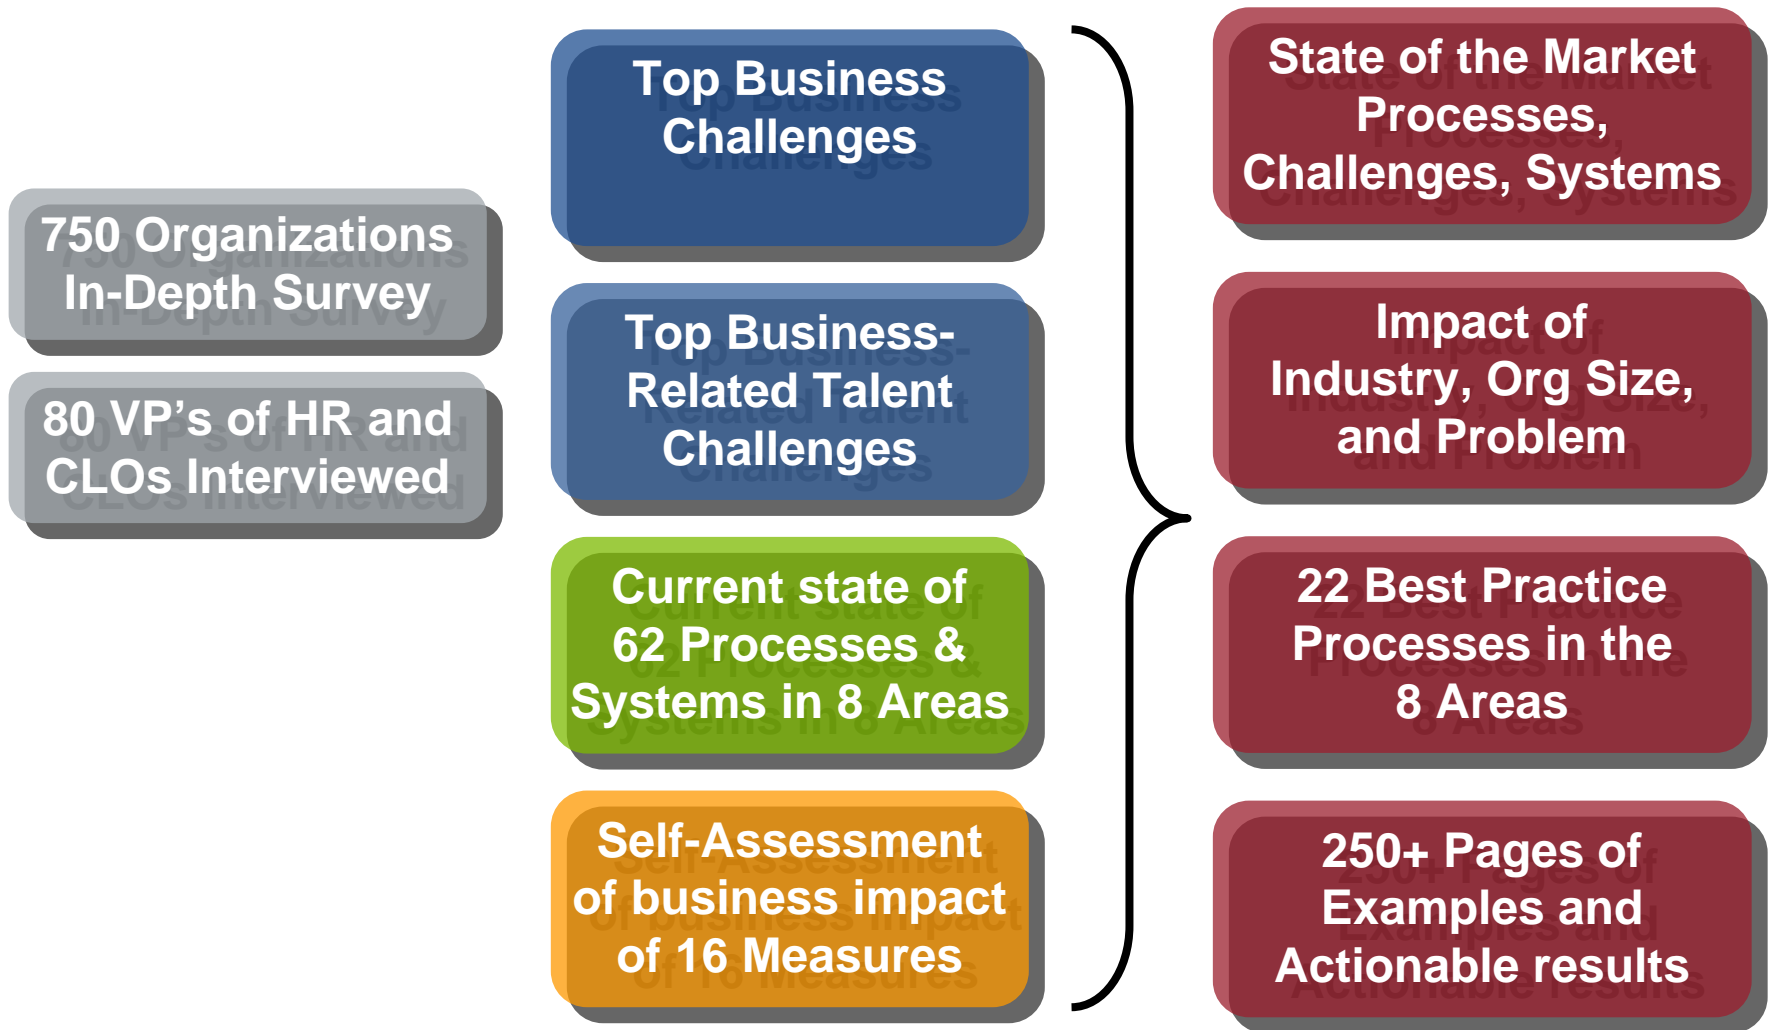 750 Organizations
In-Depth Survey
80 VP’s of HR and
CLOs Interviewed
Top Business
Challenges
Top Business-
Related Talent
Challenges
Current state of
62 Processes &
Systems in 8 Areas
Self-Assessment
of business impact
of 16 Measures
State of the Market
Processes,
Challenges, Systems
Impact of
Industry, Org Size,
and Problem
22 Best Practice
Processes in the
8 Areas
250+ Pages of
Examples and
Actionable results